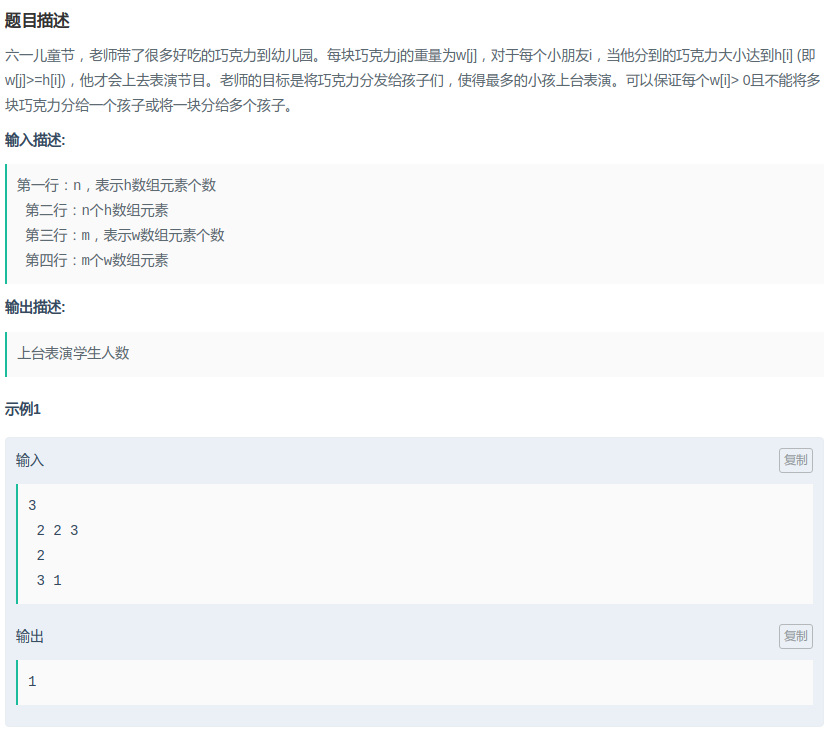 题目描述
六一儿童节，老师带了很多好吃的巧克力到幼儿园。每块巧克力j的重量为w[j]，对于每个小朋友i，当他分到的巧克力大小达到h[i] (即
w[j]>=h[i])，他才会上去表演节目。老师的目标是将巧克力分发给孩子们，使得最多的小孩上台表演。可以保证每个w[i]> 0且不能将多
块巧克力分给一个孩子或将一块分给多个孩子。
输入描述:
第一行：n，表示h数组元素个数
第二行：n个h数组元素
第三行：m，表示w数组元素个数
第四行：m个w数组元素
输出描述:
上台表演学生人数
示例1
输入
复制
3
2 2 3
2
3 1
输出
复制
1